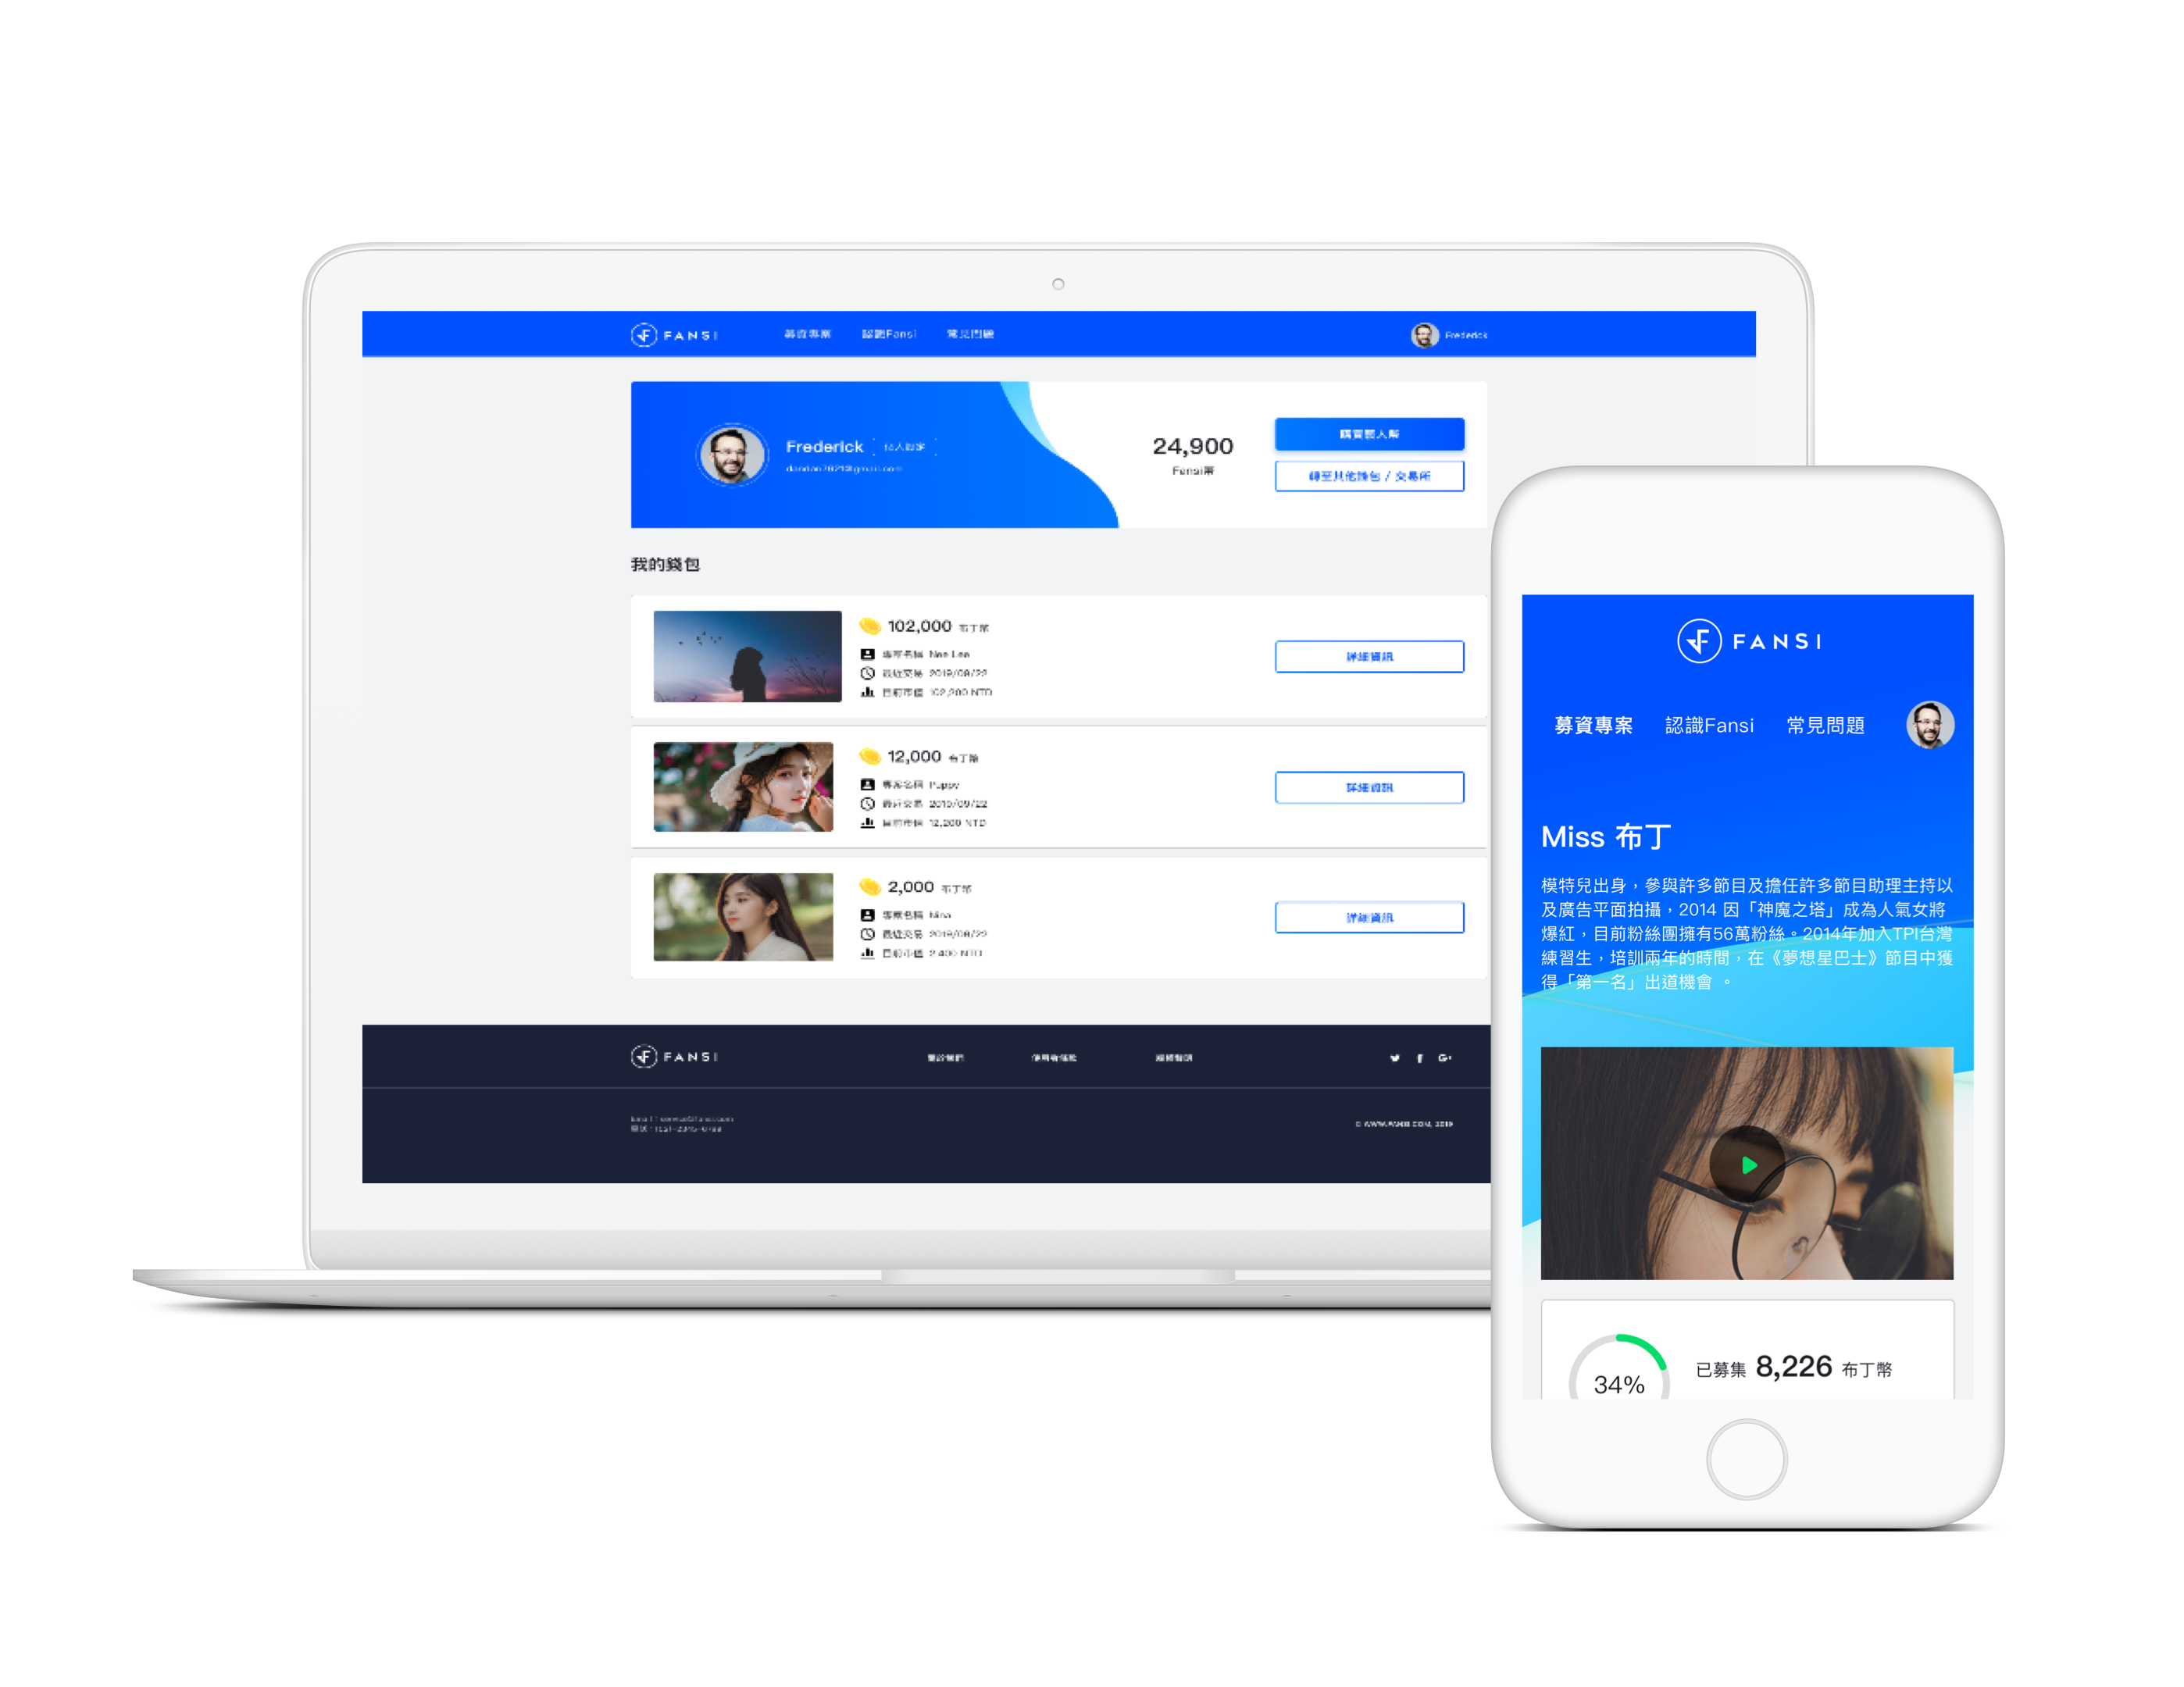 FANSI
募資專案 認識Fansi 常見問題
Frederick
Frederick 個人設定
24,900
Fansi幣
購買藝人幣
轉至其他錢包 / 交易所
我的錢包
102,000 布丁幣
專案名稱 Nee Lee
最近交易 2019/09/22
目前市值 102,200 NTD
詳細資訊
12,000 布丁幣
專案名稱 Puppy
最近交易 2019/09/22
目前市值 12,200 NTD
詳細資訊
2,000 布丁幣
專案名稱 Nina
最近交易 2019/09/22
目前市值 2,400 NTD
詳細資訊
FANSI
關於我們
© WWW.FANSI.COM, 2019
FANSI
募資專案 認識Fansi 常見問題
Miss 布丁
模特兒出身，參與許多節目及擔任許多節目助理主持以
及廣告平面拍攝，2014 因「神魔之塔」成為人氣女將
爆紅，目前粉絲團擁有56萬粉絲。2014年加入TPI台灣
練習生，培訓兩年的時間，在《夢想星巴士》節目中獲
得「第一名」出道機會 。
34%
已募集 8,226 布丁幣